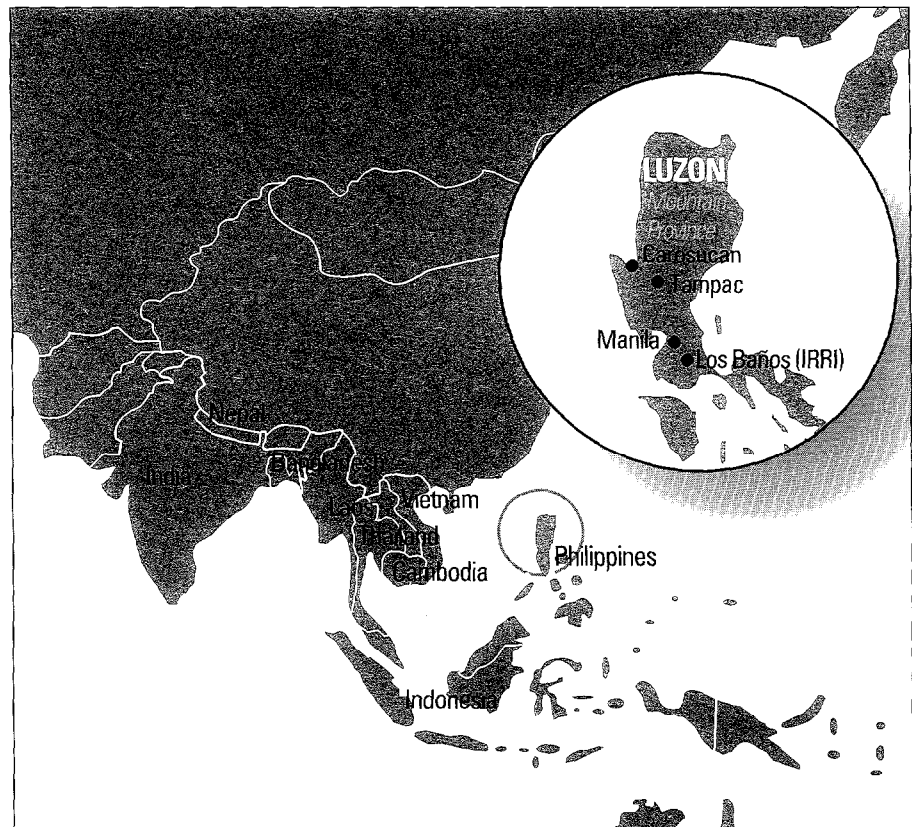 LUZON
Mountain
Province
Carosucan
Tampac
Manila
Los Baños (IRRI)
Nepal
Bangladesh
India
Laos
Vietnam
Thailand
Cambodia
Philippines
Indonesia